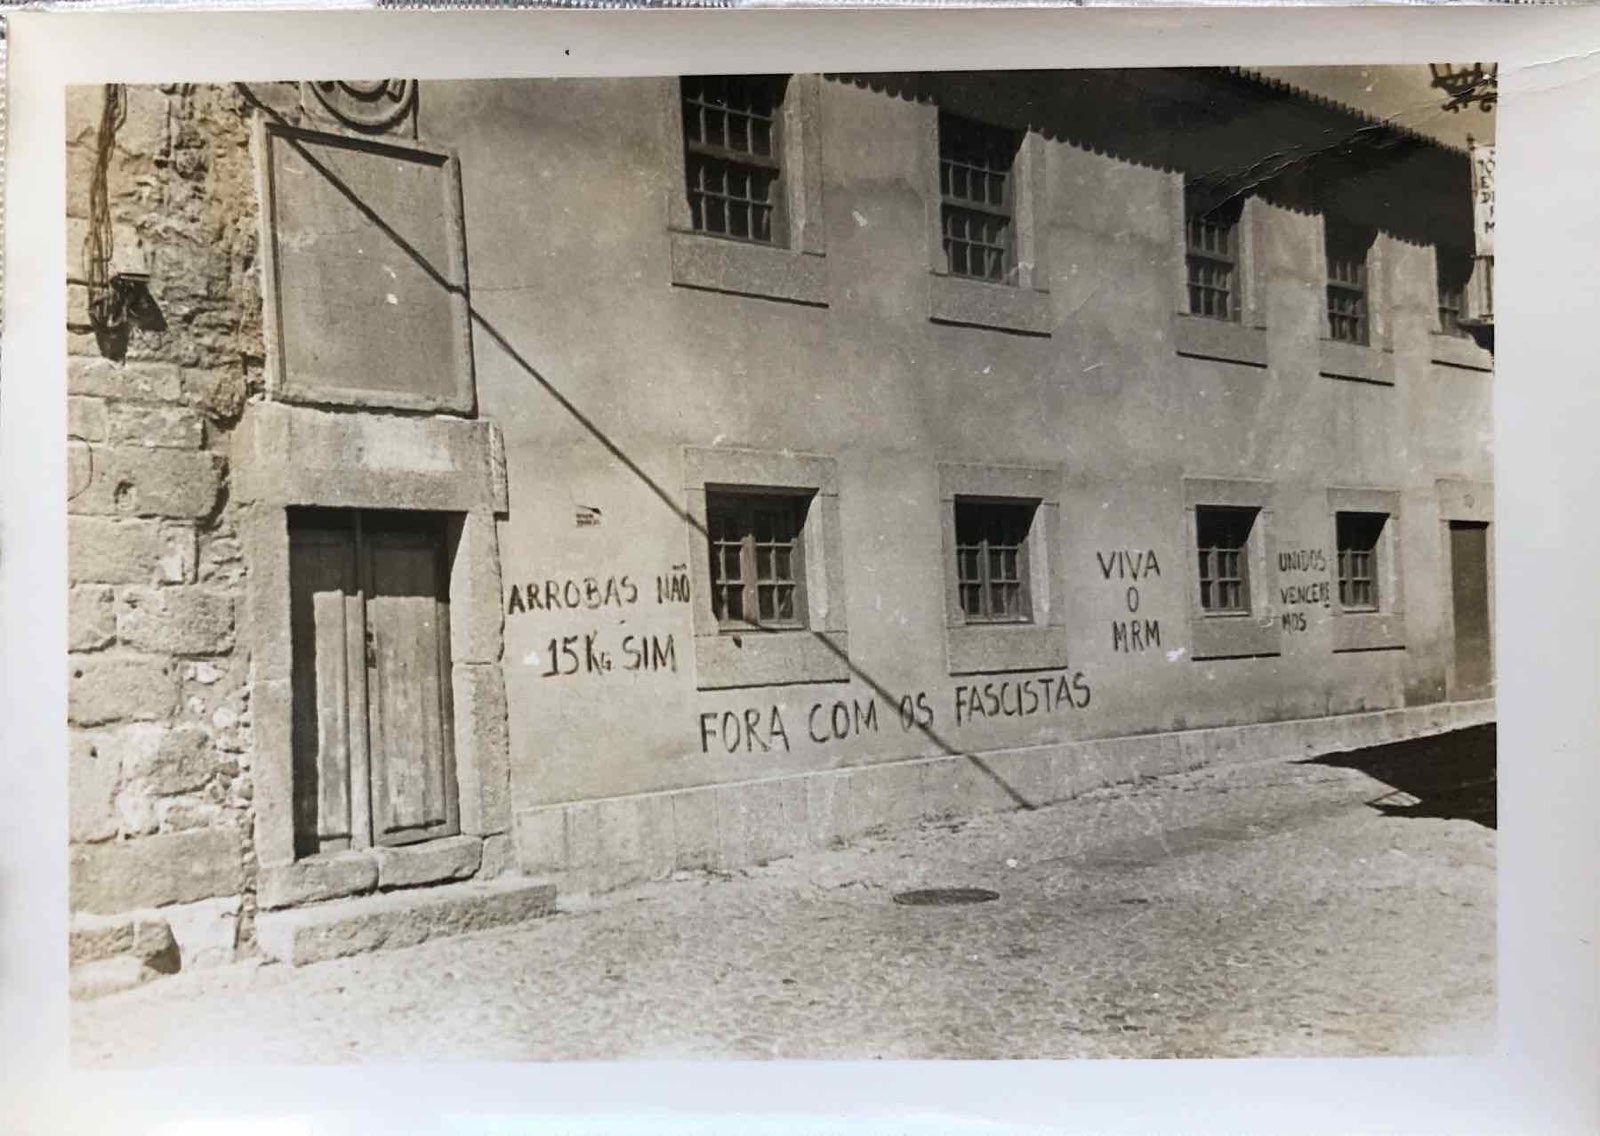 ARROBAS NÃO
15KG SIM
FORA COM OS FASCISTAS
VIVA
O
MRM
UNIDOS
VENCERE
MOS